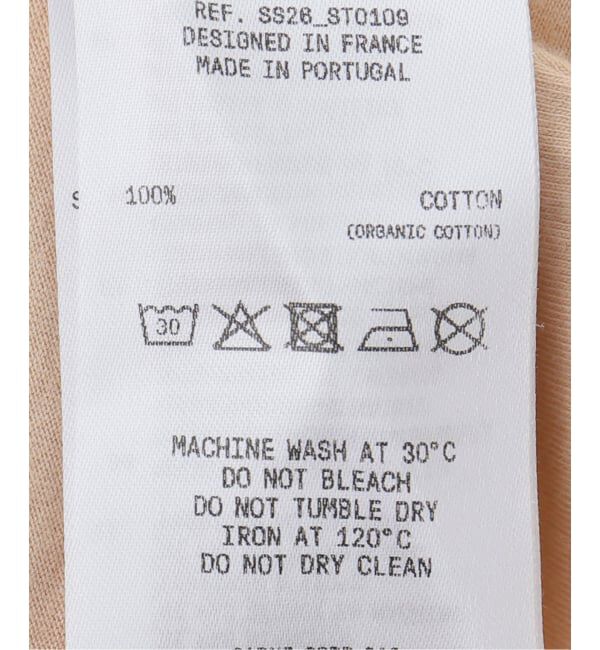 REF. SS26_ST0109
DESIGNED IN FRANCE
MADE IN PORTUGAL
100% COTTON
(ORGANIC COTTON)
30
MACHINE WASH AT 30°C
DO NOT BLEACH
DO NOT TUMBLE DRY
IRON AT 120°C
DO NOT DRY CLEAN